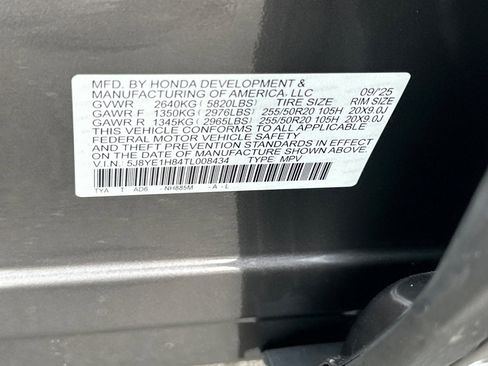 MFD. BY HONDA DEVELOPMENT &
MANUFACTURING OF AMERICA, LLC 09/25
GVWR 2640KG (5820LBS) TIRE SIZE RIM SIZE
GAWR F 1350KG (2976LBS) 255/50R20 105H 20X9.0J
GAWR R 1345KG (2965LBS) 255/50R20 105H 20X9.0J
THIS VEHICLE CONFORMS TO ALL APPLICABLE
FEDERAL MOTOR VEHICLE SAFETY
AND THEFT PREVENTION STANDARDS IN EFFECT
ON THE DATE OF MANUFACTURE SHOWN ABOVE.
V.I.N. 5J8YE1H84TL008434 TYPE MPV
TYA T AD6 - NH885M - A - L